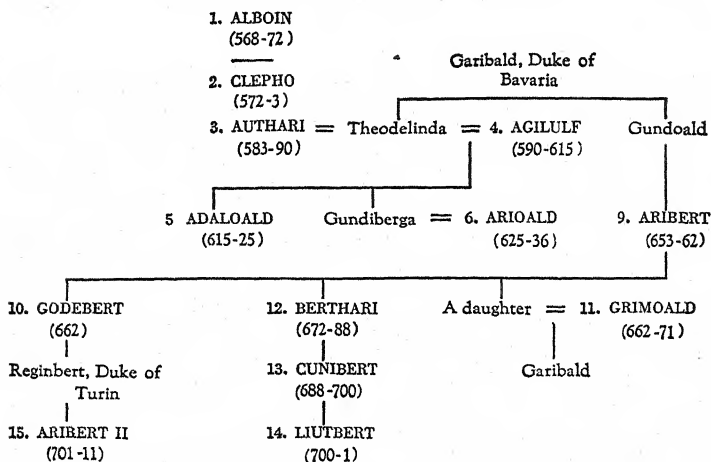 1. ALBOIN
(568-72)
Garibald, Duke of
Bavaria
2. CLEPHO
(572-3)
3. AUTHARI = Theodelinda = 4. AGILULF Gundoald
(583-90) (590-615)
5 ADALOALD Gundiberga = 6. ARIOALD 9. ARIBERT
(615-25) (625-36) (653-62)
10. GODEBERT 12. BERTHARI A daughter = 11. GRIMOALD
(662) (672-88) (662-71)
Reginbert, Duke of
Turin
13. CUNIBERT
(688-700)
Garibald
15. ARIBERT II 14. LIUTBERT
(701-11) (700-1)